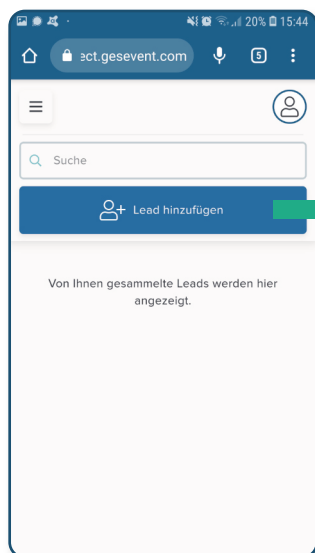 20% 15:44
ect.gesevent.com 5
Suche
Lead hinzufügen
Von Ihnen gesammelte Leads werden hier
angezeigt.